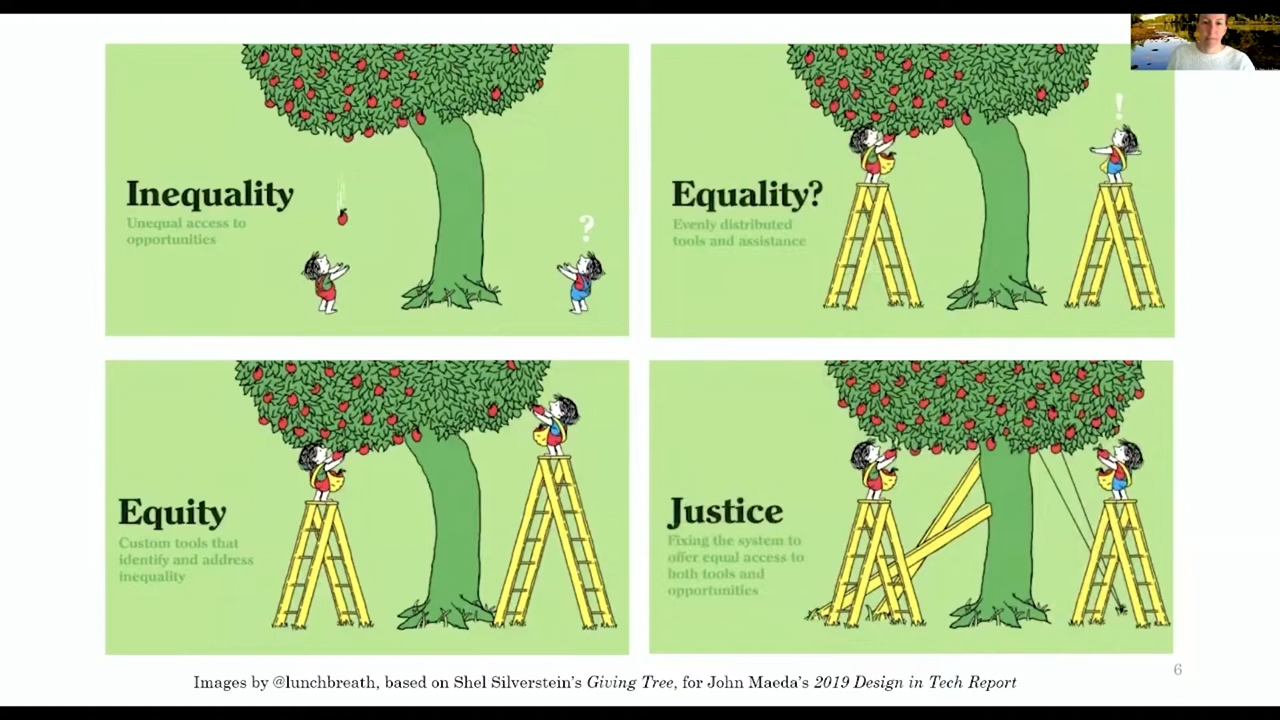 Inequality
Unequal access to
opportunities
?
Equality?
Evenly distributed
tools and assistance
!
Equity
Custom tools that
identify and address
inequality
Justice
Fixing the system to
offer equal access to
both tools and
opportunities
6
Images by @lunchbreath, based on Shel Silverstein's Giving Tree, for John Maeda's 2019 Design in Tech Report